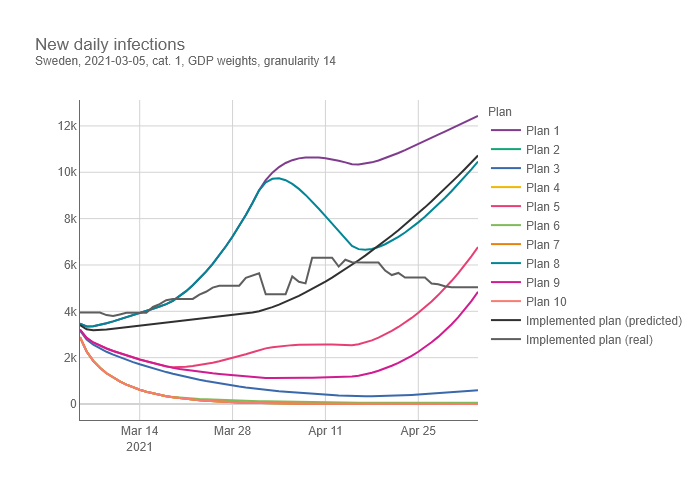 New daily infections
Sweden, 2021-03-05, cat. 1, GDP weights, granularity 14
Plan
12k
10k
8k
6k
4k
2k
0
Mar 14
2021
Mar 28
Apr 11
Apr 25
Plan 1
Plan 2
Plan 3
Plan 4
Plan 5
Plan 6
Plan 7
Plan 8
Plan 9
Plan 10
Implemented plan (predicted)
Implemented plan (real)